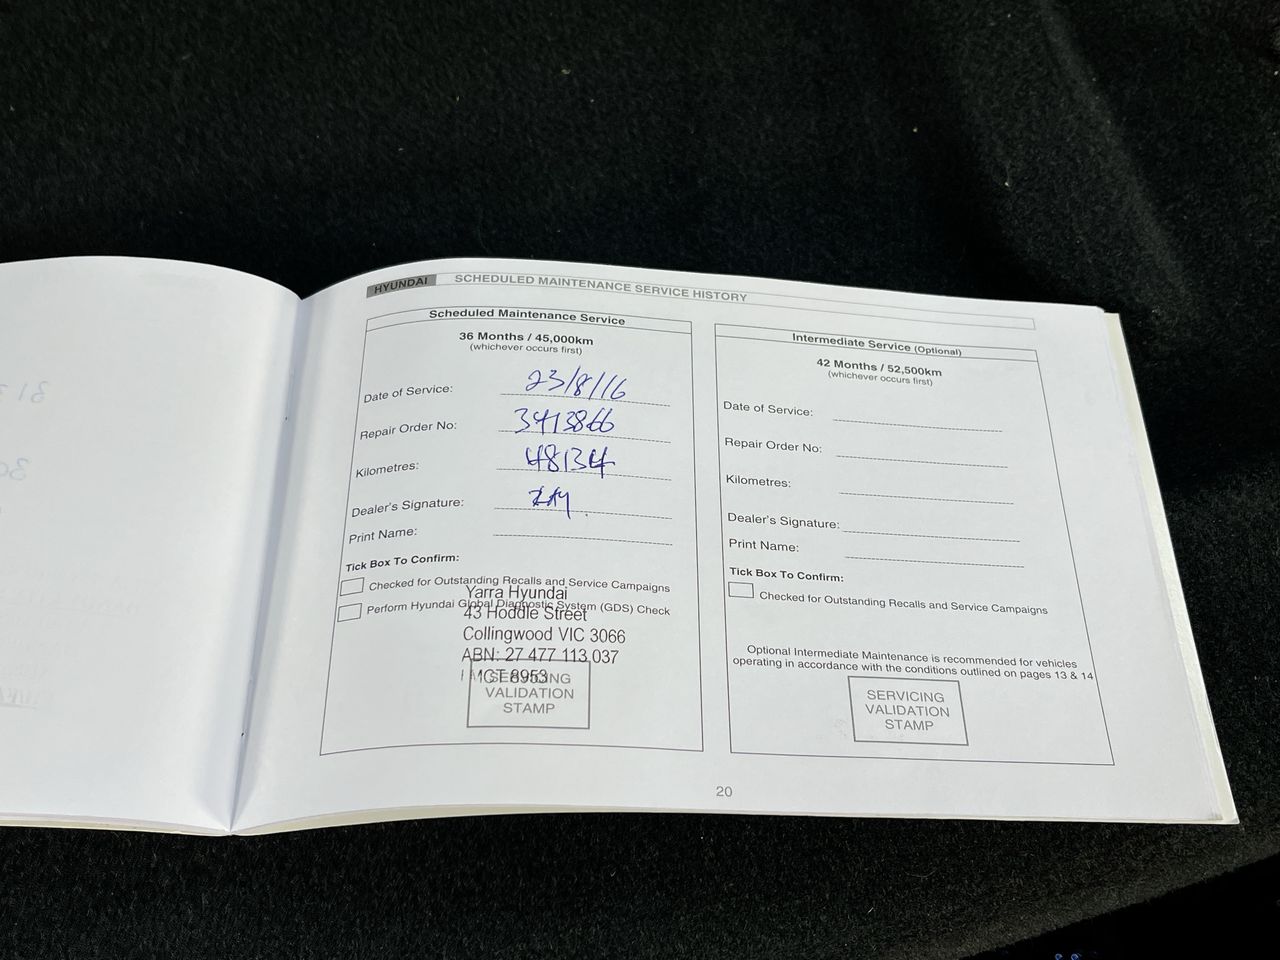 HYUNDAI SCHEDULED MAINTENANCE SERVICE HISTORY
Scheduled Maintenance Service
36 Months / 45,000km
(whichever occurs first)
Date of Service: 23/8/16
Repair Order No: 3413866
Kilometres: 48134
Dealer's Signature:
Print Name:
Tick Box To Confirm:
Checked for Outstanding Recalls and Service Campaigns
Perform Hyundai Global Diagnostic System (GDS) Check
Yarra Hyundai
43 Hoddle Street
Collingwood VIC 3066
ABN: 27 477 113 037
LMCT 8953
SERVICING
VALIDATION
STAMP
Intermediate Service (Optional)
42 Months / 52,500km
(whichever occurs first)
Date of Service:
Repair Order No:
Kilometres:
Dealer's Signature:
Print Name:
Tick Box To Confirm:
Checked for Outstanding Recalls and Service Campaigns
Optional Intermediate Maintenance is recommended for vehicles
operating in accordance with the conditions outlined on pages 13 & 14
SERVICING
VALIDATION
STAMP
20